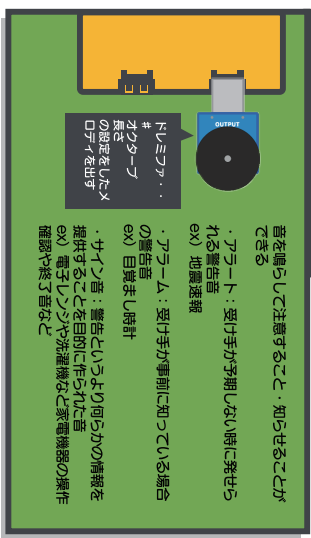 OUTPUT
ドレミファ・・
#
オクターブ
長さ
の設定をしたメ
ロディを出す
音を鳴らして注意すること・知らせることが
できる
・アラート：受け手が予期しない時に発せら
れる警告音
ex）地震速報
・アラーム：受け手が事前に知っている場合
の警告音
ex）目覚まし時計
・サイン音：警告というより何らかの情報を
提供することを目的に作られた音
ex）電子レンジや洗濯機など家電機器の操作
確認や終了音など